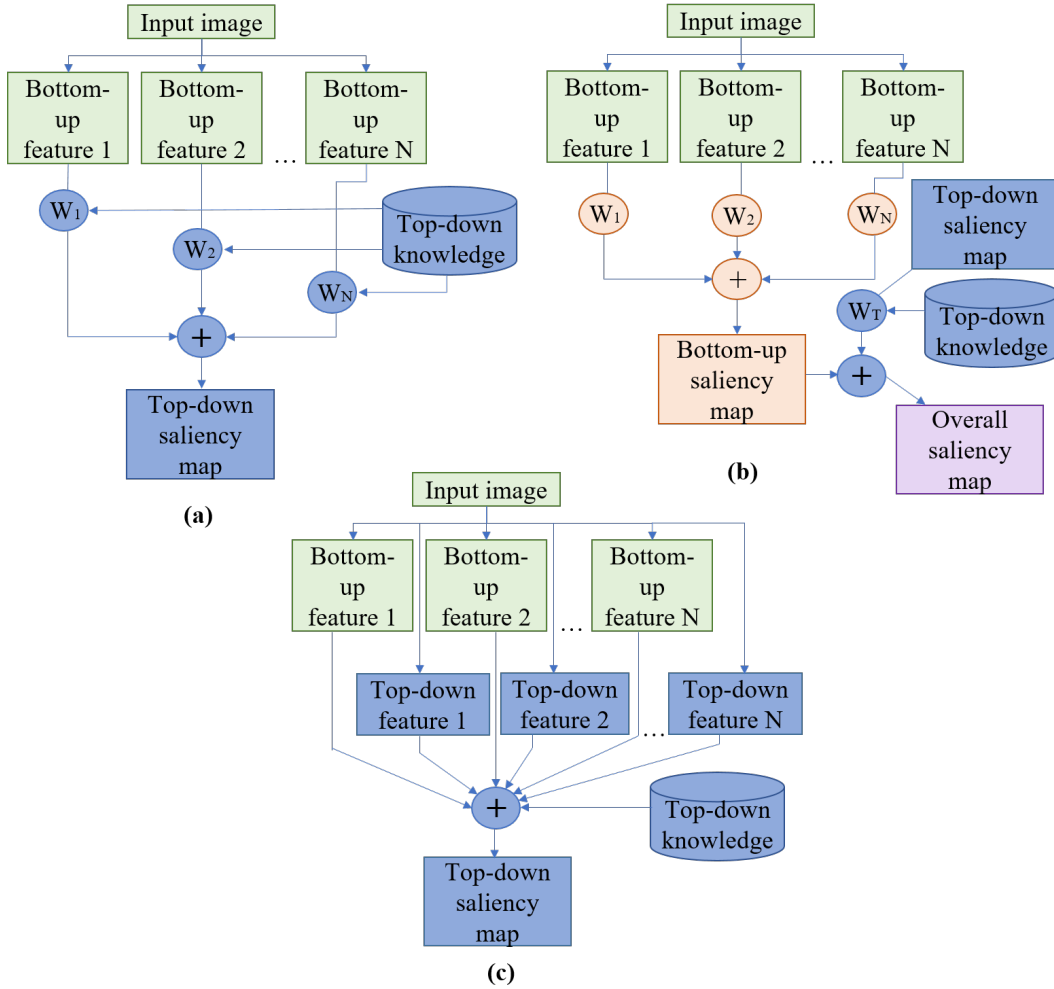 Input image
Bottom-
up
feature 1
Bottom-
up
feature 2
...
Bottom-
up
feature N
W1
W2
WN
Top-down
knowledge
+
Top-down
saliency
map
(a)
Input image
Bottom-
up
feature 1
Bottom-
up
feature 2
...
Bottom-
up
feature N
W1
W2
WN
Top-down
saliency
map
+
WT
Top-down
knowledge
Bottom-up
saliency
map
+
Overall
saliency
map
(b)
Input image
Bottom-
up
feature 1
Bottom-
up
feature 2
...
Bottom-
up
feature N
Top-down
feature 1
Top-down
feature 2
...
Top-down
feature N
+
Top-down
knowledge
Top-down
saliency
map
(c)